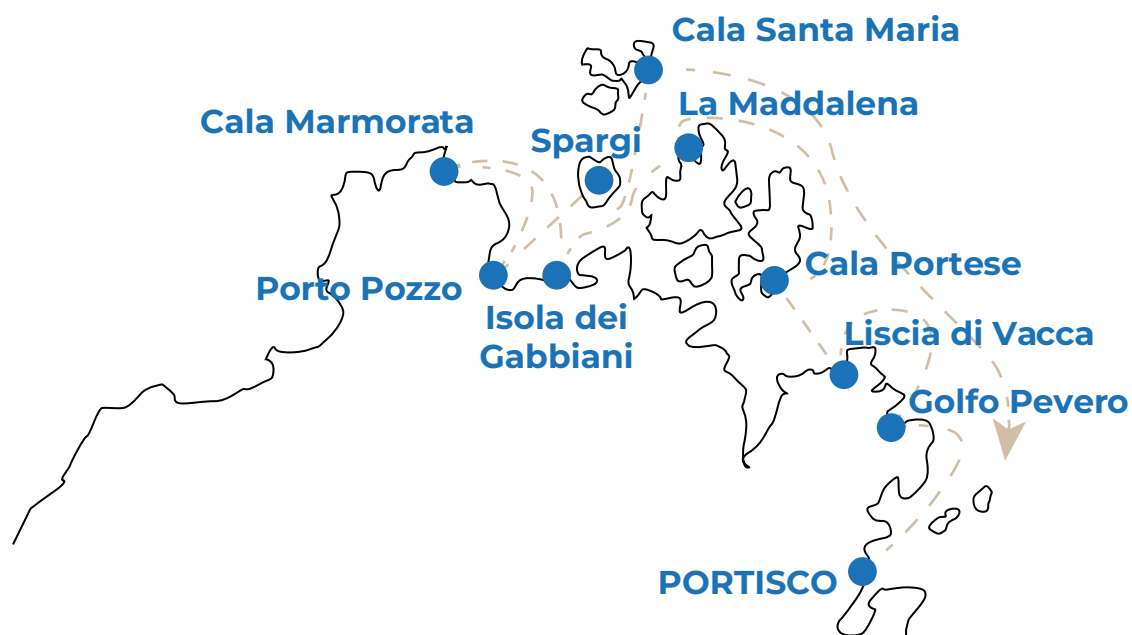 Cala Santa Maria
La Maddalena
Cala Marmorata
Spargi
Cala Portese
Porto Pozzo
Isola dei
Gabbiani
Liscia di Vacca
Golfo Pevero
PORTISCO